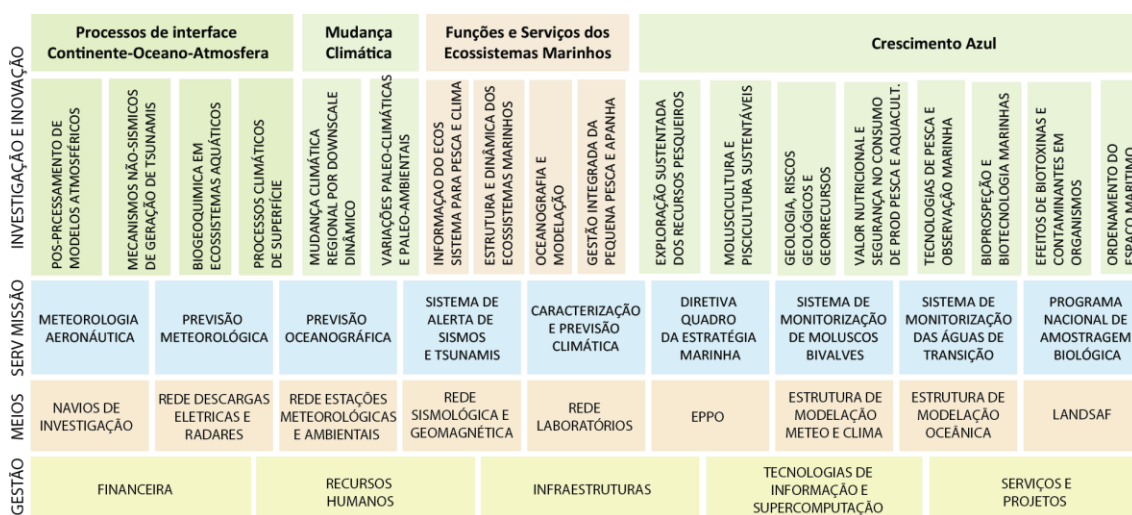 INVESTIGAÇÃO E INOVAÇÃO
Processos de interface
Continente-Oceano-Atmosfera
Mudança
Climática
Funções e Serviços dos
Ecossistemas Marinhos
Crescimento Azul
POS-PRCESSAMENTO DE
MODELOS ATMOSFÉRICOS
MECANISMOS NÃO-SISMICOS
DE GERAÇÃO DE TSUNAMIS
BIOGEOQUIMICA EM
ECOSSISTEMAS AQUÁTICOS
PROCESSOS CLIMÁTICOS
DE SUPERFÍCIE
MUDANÇA CLIMÁTICA
REGIONAL POR DOWNSCALE
DINÂMICO
VARIAÇÕES PALEO-CLIMÁTICAS
E PALEO-AMBIENTAIS
INFORMAÇAO DO ECOS
SISTEMA PARA PESCA E CLIMA
ESTRUTURA E DINÂMICA DOS
ECOSSISTEMAS MARINHOS
OCEANOGRAFIA E
MODELAÇÃO
GESTÃO INTEGRADA DA
PEQUENA PESCA E APANHA
EXPLORAÇÃO SUSTENTADA
DOS RECURSOS PESQUEIROS
MOLUSCICULTURA E
PISCICULTURA SUSTENTÁVEIS
GEOLOGIA, RISCOS
GEOLÓGICOS E
GEORRECURSOS
VALOR NUTRICIONAL E
SEGURANÇA NO CONSUMO
DE PROD PESCA E AQUACULT.
TECNOLOGIAS DE PESCA E
OBSERVAÇÃO MARINHA
BIOPROSPEÇÃO E
BIOTECNOLOGIA MARINHAS
EFEITOS DE BIOTOXINAS E
CONTAMINANTES EM
ORGANISMOS
ORDENAMENTO DO
ESPAÇO MARÍTIMO
SERV MISSÃO
METEOROLOGIA
AERONÁUTICA
PREVISÃO
METEOROLÓGICA
PREVISÃO
OCEANOGRÁFICA
SISTEMA DE
ALERTA DE
SISMOS
E TSUNAMIS
CARACTERIZAÇÃO
E PREVISÃO
CLIMÁTICA
DIRETIVA
QUADRO
DA ESTRATÉGIA
MARINHA
SISTEMA DE
MONITORIZAÇÃO
DE MOLUSCOS
BIVALVES
SISTEMA DE
MONITORIZAÇÃO
DAS ÁGUAS DE
TRANSIÇÃO
PROGRAMA
NACIONAL DE
AMOSTRAGEM
BIOLÓGICA
MEIOS
NAVIOS DE
INVESTIGAÇÃO
REDE DESCARGAS
ELETRICAS E
RADARES
REDE ESTAÇÕES
METEOROLÓGICAS
E AMBIENTAIS
REDE
SISMOLÓGICA E
GEOMAGNÉTICA
REDE
LABORATÓRIOS
EPPO
ESTRUTURA DE
MODELAÇÃO
METEO E CLIMA
ESTRUTURA DE
MODELAÇÃO
OCEÂNICA
LANDSAF
GESTÃO
FINANCEIRA
RECURSOS
HUMANOS
INFRAESTRUTURAS
TECNOLOGIAS DE
INFORMAÇÃO E
SUPERCOMPUTAÇÃO
SERVIÇOS E
PROJETOS